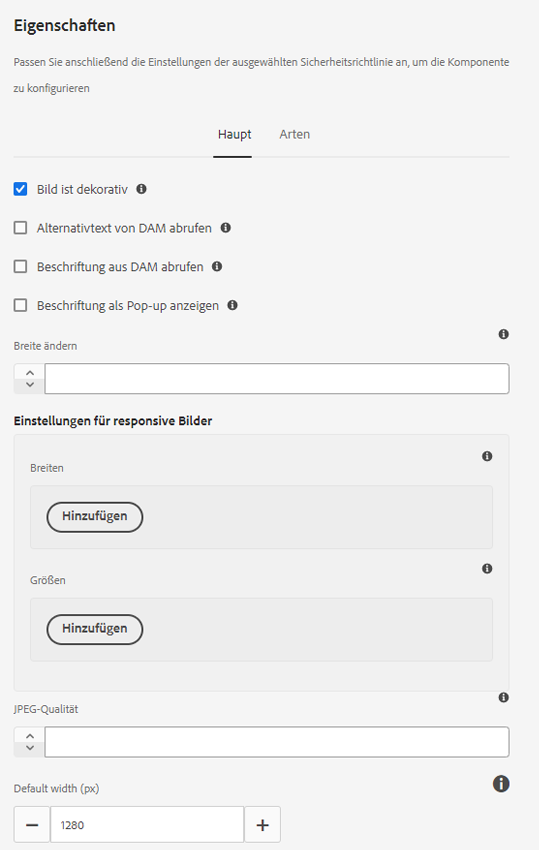 Eigenschaften
Passen Sie anschließend die Einstellungen der ausgewählten Sicherheitsrichtlinie an, um die Komponente
zu konfigurieren
Haupt Arten
Bild ist dekorativ
Alternativtext von DAM abrufen
Beschriftung aus DAM abrufen
Beschriftung als Pop-up anzeigen
Breite ändern
Einstellungen für responsive Bilder
Breiten
Hinzufügen
Größen
Hinzufügen
JPEG-Qualität
Default width (px)
1280